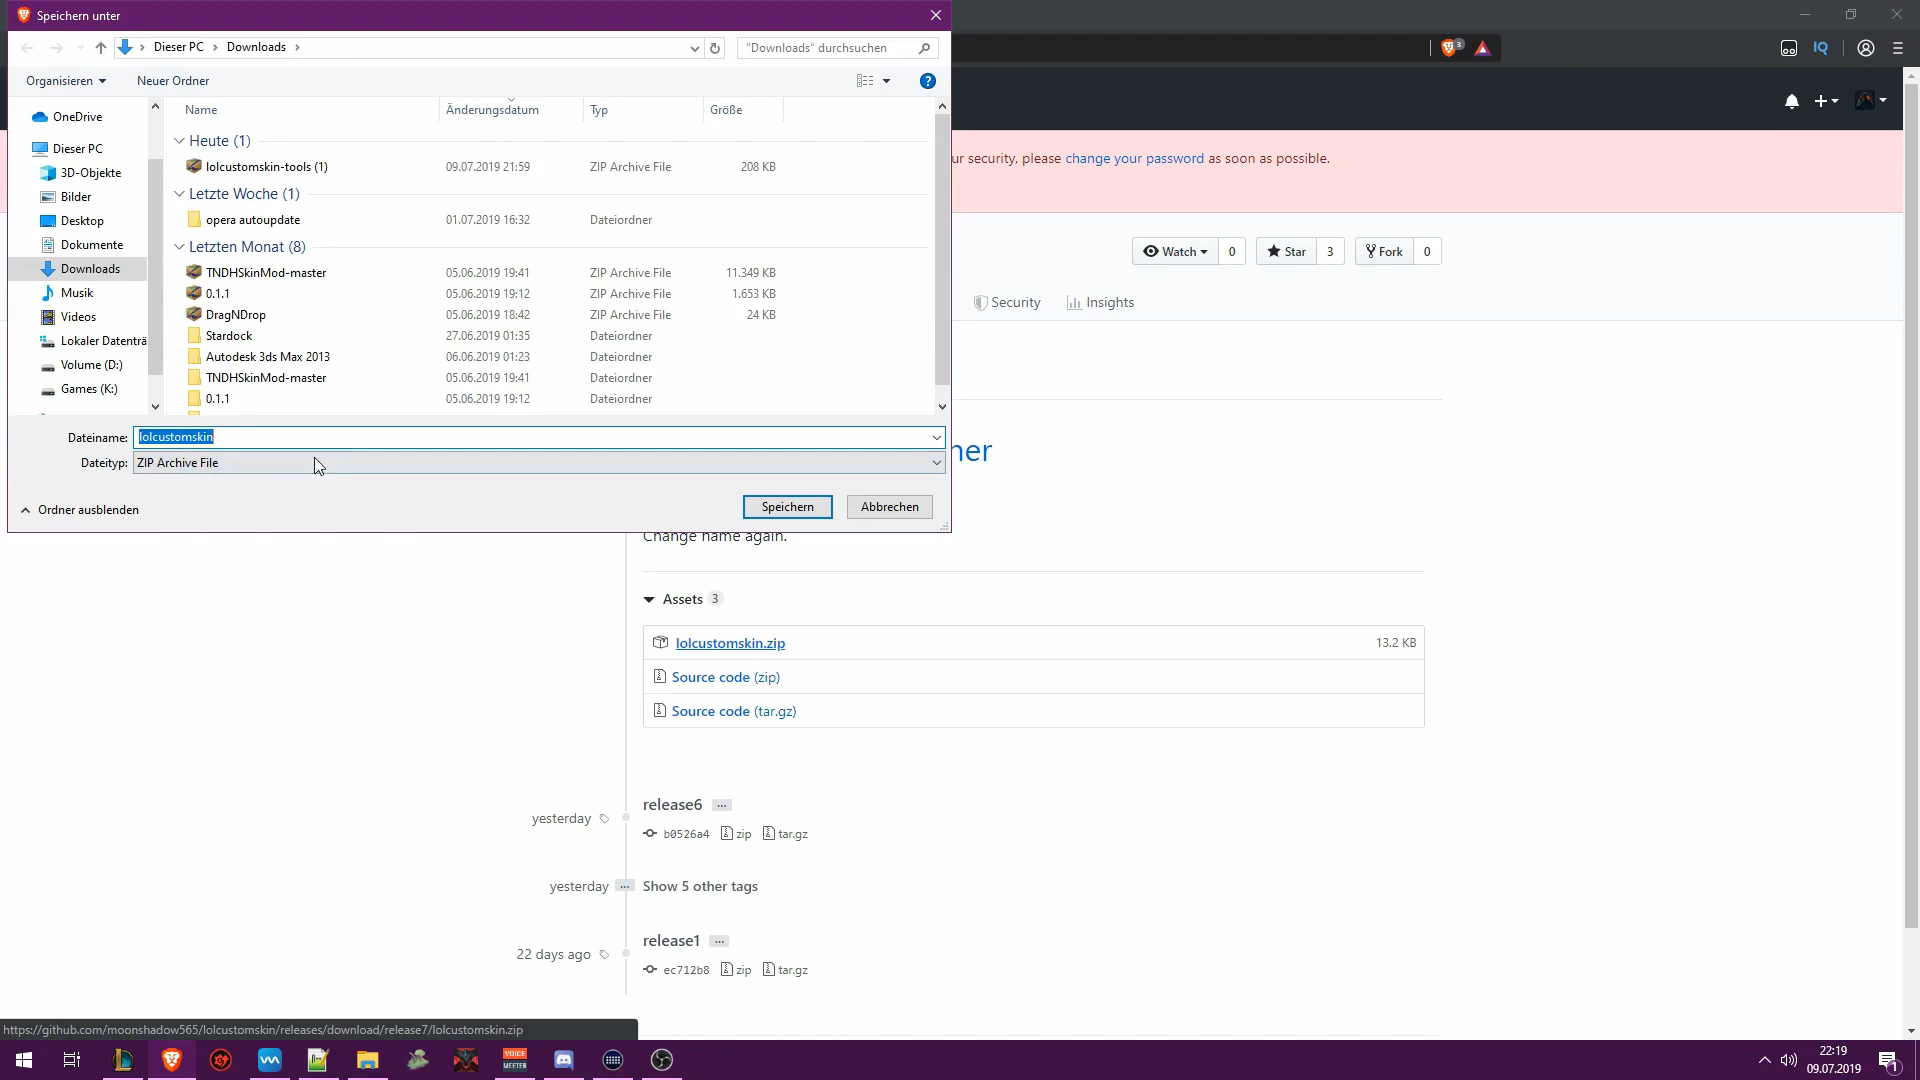 Speichern unter
Dieser PC > Downloads >
"Downloads" durchsuchen
Organisieren
Neuer Ordner
OneDrive
Dieser PC
3D-Objekte
Bilder
Desktop
Dokumente
Downloads
Musik
Videos
Lokaler Datenträ
Volume (D:)
Games (K:)
Name Änderungsdatum Typ Größe
Heute (1)
lolcustomskin-tools (1) 09.07.2019 21:59 ZIP Archive File 208 KB
Letzte Woche (1)
opera autoupdate 01.07.2019 16:32 Dateiordner
Letzten Monat (8)
TNDHSkinMod-master 05.06.2019 19:41 ZIP Archive File 11.349 KB
0.1.1 05.06.2019 19:12 ZIP Archive File 1.653 KB
DragNDrop 05.06.2019 18:42 ZIP Archive File 24 KB
Stardock 27.06.2019 01:35 Dateiordner
Autodesk 3ds Max 2013 06.06.2019 01:23 Dateiordner
TNDHSkinMod-master 05.06.2019 19:41 Dateiordner
0.1.1 05.06.2019 19:12 Dateiordner
Dateiname: lolcustomskin
Dateityp: ZIP Archive File
Ordner ausblenden
Speichern
Abbrechen
3
IQ
ur security, please change your password as soon as possible.
Watch 0
Star 3
Fork 0
Security
Insights
ner
Change name again.
Assets 3
lolcustomskin.zip 13.2 KB
Source code (zip)
Source code (tar.gz)
yesterday
release6 ...
b0526a4 zip tar.gz
yesterday ... Show 5 other tags
22 days ago
release1 ...
ec712b8 zip tar.gz
https://github.com/moonshadow565/lolcustomskin/releases/download/release7/lolcustomskin.zip
VOICE
MEETER
22:19
09.07.2019
1